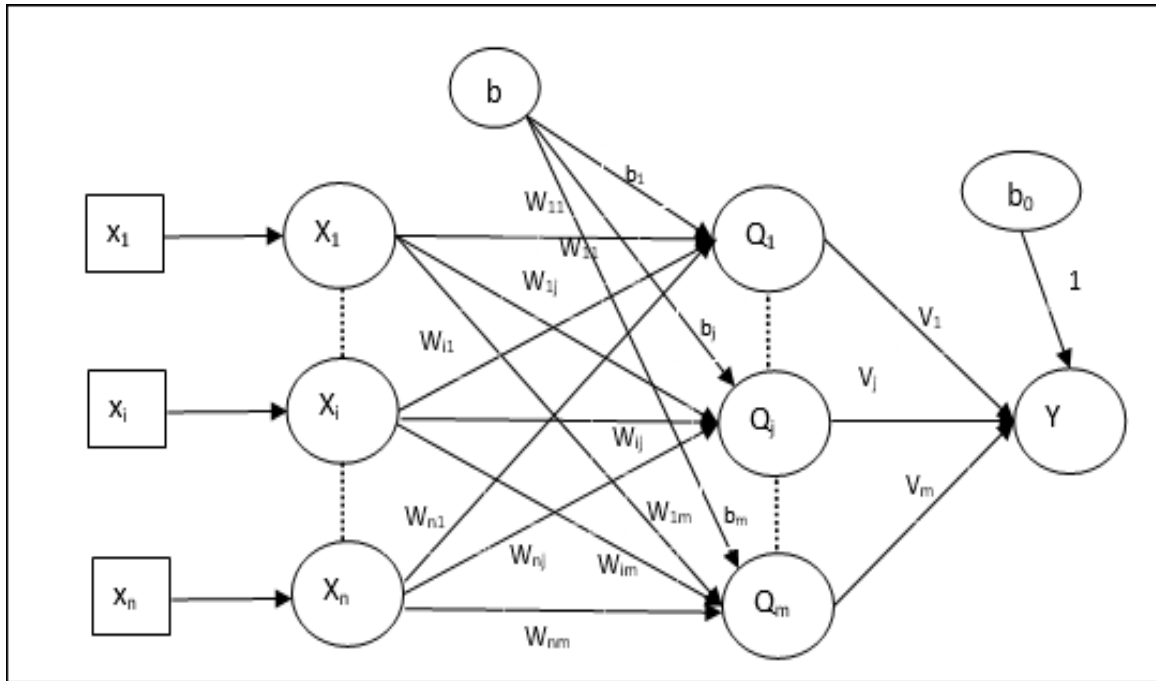 b
b₀
b₁
W₁₁
x₁
X₁
Q₁
W₁₁
W₁ⱼ
1
bⱼ
V₁
Wᵢ₁
xᵢ
Xᵢ
Qⱼ
Vⱼ
Y
Wᵢⱼ
Vₘ
Wₙ₁
W₁ₘ
bₘ
Wₙⱼ
Wᵢₘ
xₙ
Xₙ
Qₘ
Wₙₘ